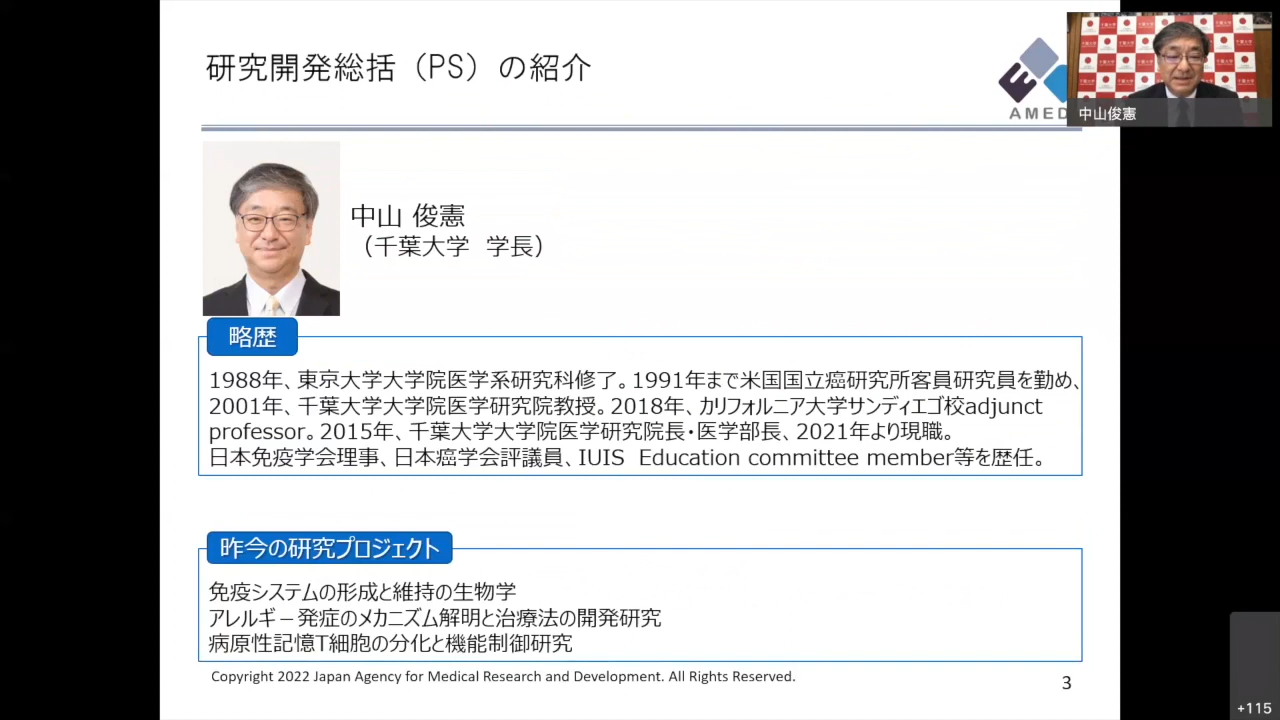 研究開発総括（PS）の紹介
AMED
中山俊憲
中山 俊憲
（千葉大学 学長）
略歴
1988年、東京大学大学院医学系研究科修了。1991年まで米国国立癌研究所客員研究員を勤め、
2001年、千葉大学大学院医学研究院教授。2018年、カリフォルニア大学サンディエゴ校adjunct
professor。2015年、千葉大学大学院医学研究院長・医学部長、2021年より現職。
日本免疫学会理事、日本癌学会評議員、IUIS Education committee member等を歴任。
昨今の研究プロジェクト
免疫システムの形成と維持の生物学
アレルギ－発症のメカニズム解明と治療法の開発研究
病原性記憶T細胞の分化と機能制御研究
Copyright 2022 Japan Agency for Medical Research and Development. All Rights Reserved.
3
+115